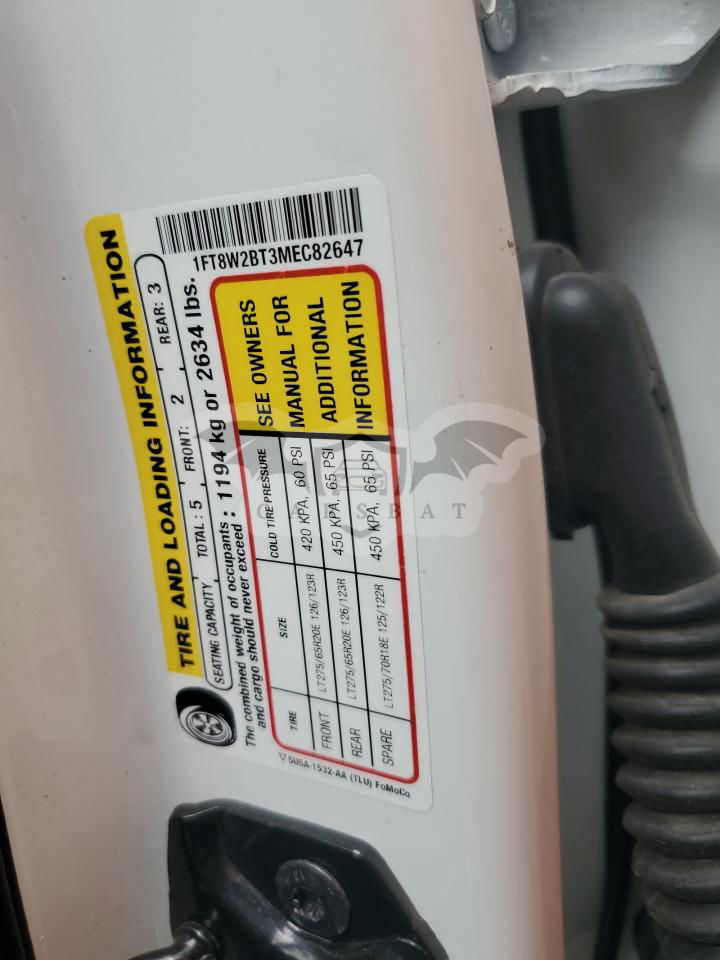 1FT8W2BT3MEC82647
TIRE AND LOADING INFORMATION
SEATING CAPACITY TOTAL : 5 FRONT: 2 REAR: 3
The combined weight of occupants : 1194 kg or 2634 lbs.
and cargo should never exceed
TIRE SIZE COLD TIRE PRESSURE
FRONT LT275/65R20E 126/123R 420 KPA, 60 PSI
REAR LT275/65R20E 126/123R 450 KPA, 65 PSI
SPARE LT275/70R18E 125/122R 450 KPA, 65 PSI
SEE OWNERS
MANUAL FOR
ADDITIONAL
INFORMATION
5U5A-1532-AA (TLU) FoMoCo
CARSBAT